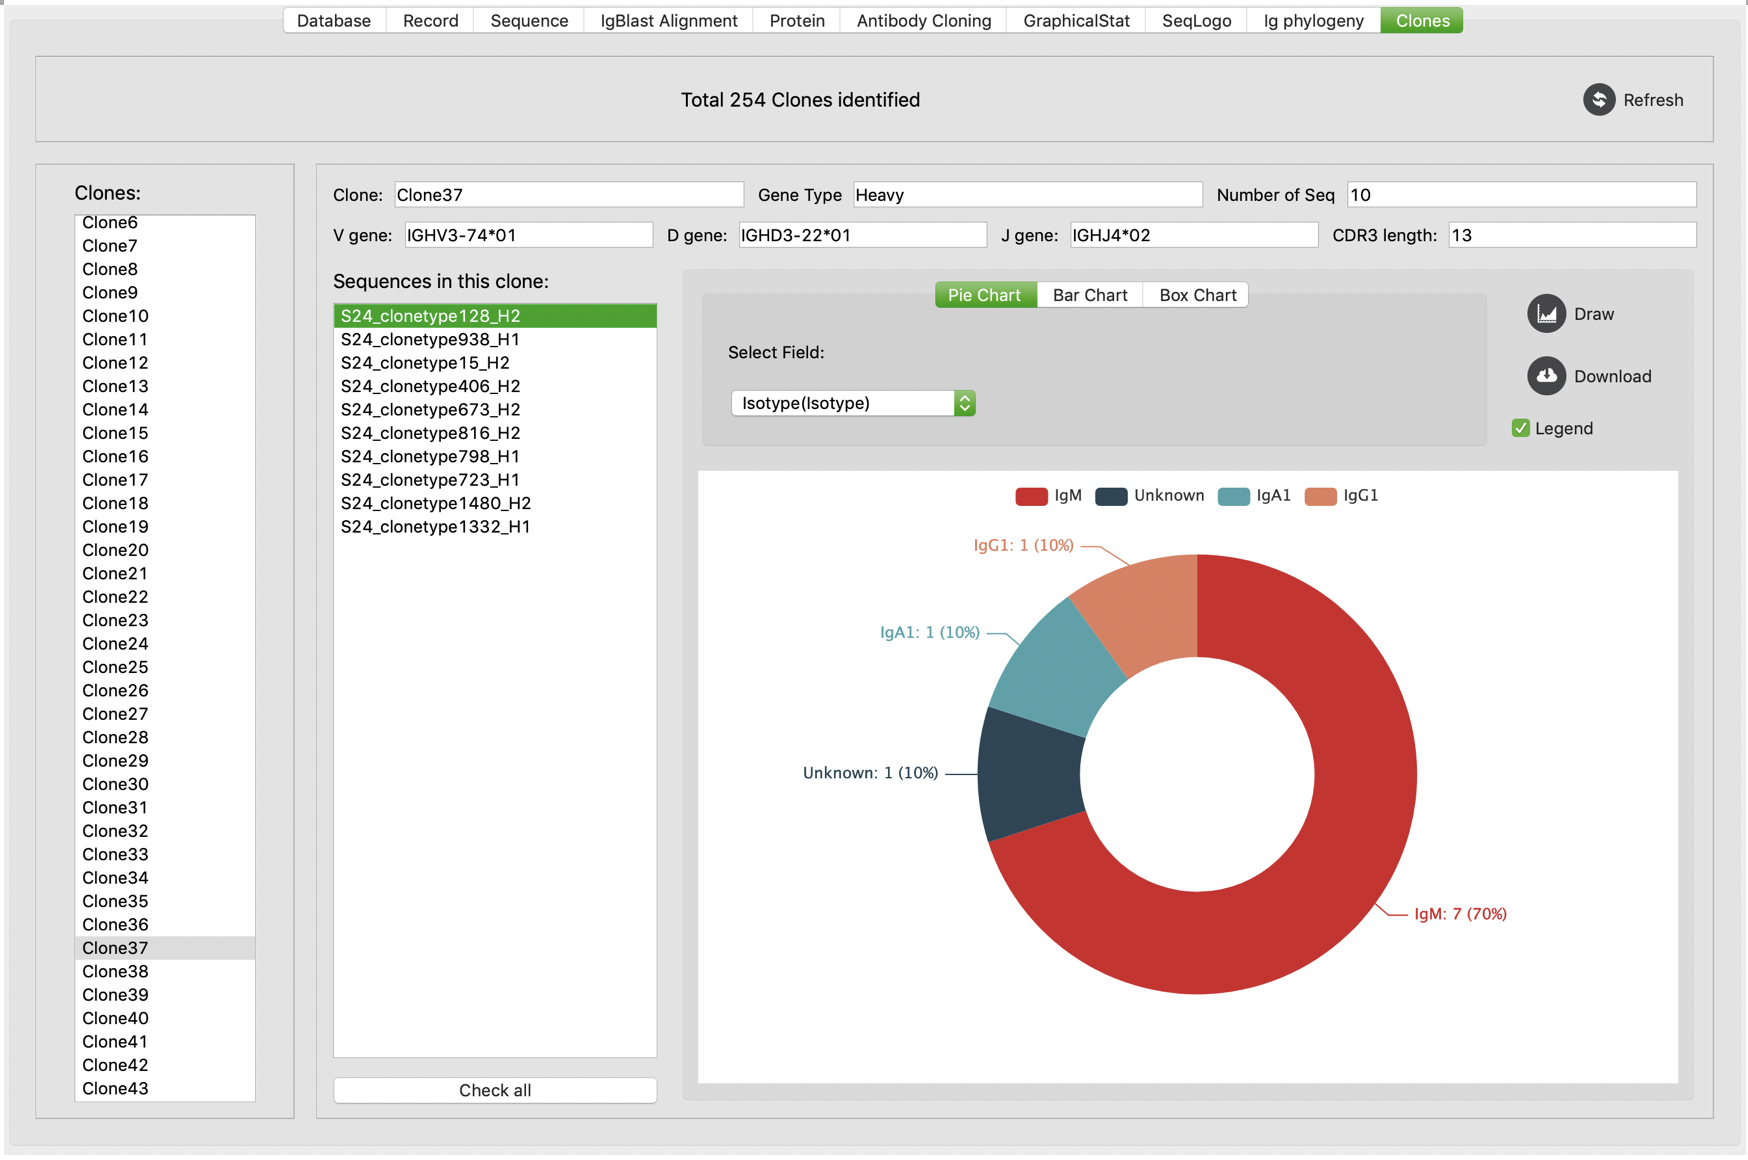 Database Record Sequence IgBlast Alignment Protein Antibody Cloning GraphicalStat SeqLogo Ig phylogeny Clones
Total 254 Clones identified
Refresh
Clones:
Clone6
Clone7
Clone8
Clone9
Clone10
Clone11
Clone12
Clone13
Clone14
Clone15
Clone16
Clone17
Clone18
Clone19
Clone20
Clone21
Clone22
Clone23
Clone24
Clone25
Clone26
Clone27
Clone28
Clone29
Clone30
Clone31
Clone32
Clone33
Clone34
Clone35
Clone36
Clone37
Clone38
Clone39
Clone40
Clone41
Clone42
Clone43
Clone: Clone37 Gene Type Heavy Number of Seq 10
V gene: IGHV3-74*01 D gene: IGHD3-22*01 J gene: IGHJ4*02 CDR3 length: 13
Sequences in this clone:
S24_clonetype128_H2
S24_clonetype938_H1
S24_clonetype15_H2
S24_clonetype406_H2
S24_clonetype673_H2
S24_clonetype816_H2
S24_clonetype798_H1
S24_clonetype723_H1
S24_clonetype1480_H2
S24_clonetype1332_H1
Check all
Pie Chart Bar Chart Box Chart
Select Field:
Isotype(Isotype)
Draw
Download
Legend
IgM Unknown IgA1 IgG1
IgG1: 1 (10%)
IgA1: 1 (10%)
Unknown: 1 (10%)
IgM: 7 (70%)